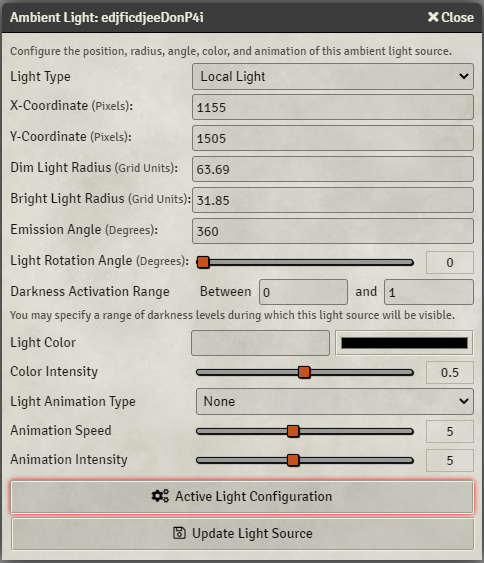 Ambient Light: edjficdjeeDonP4i Close
Configure the position, radius, angle, color, and animation of this ambient light source.
Light Type Local Light
X-Coordinate (Pixels): 1155
Y-Coordinate (Pixels): 1505
Dim Light Radius (Grid Units): 63.69
Bright Light Radius (Grid Units): 31.85
Emission Angle (Degrees): 360
Light Rotation Angle (Degrees): 0
Darkness Activation Range Between 0 and 1
You may specify a range of darkness levels during which this light source will be visible.
Light Color
Color Intensity 0.5
Light Animation Type None
Animation Speed 5
Animation Intensity 5
Active Light Configuration
Update Light Source